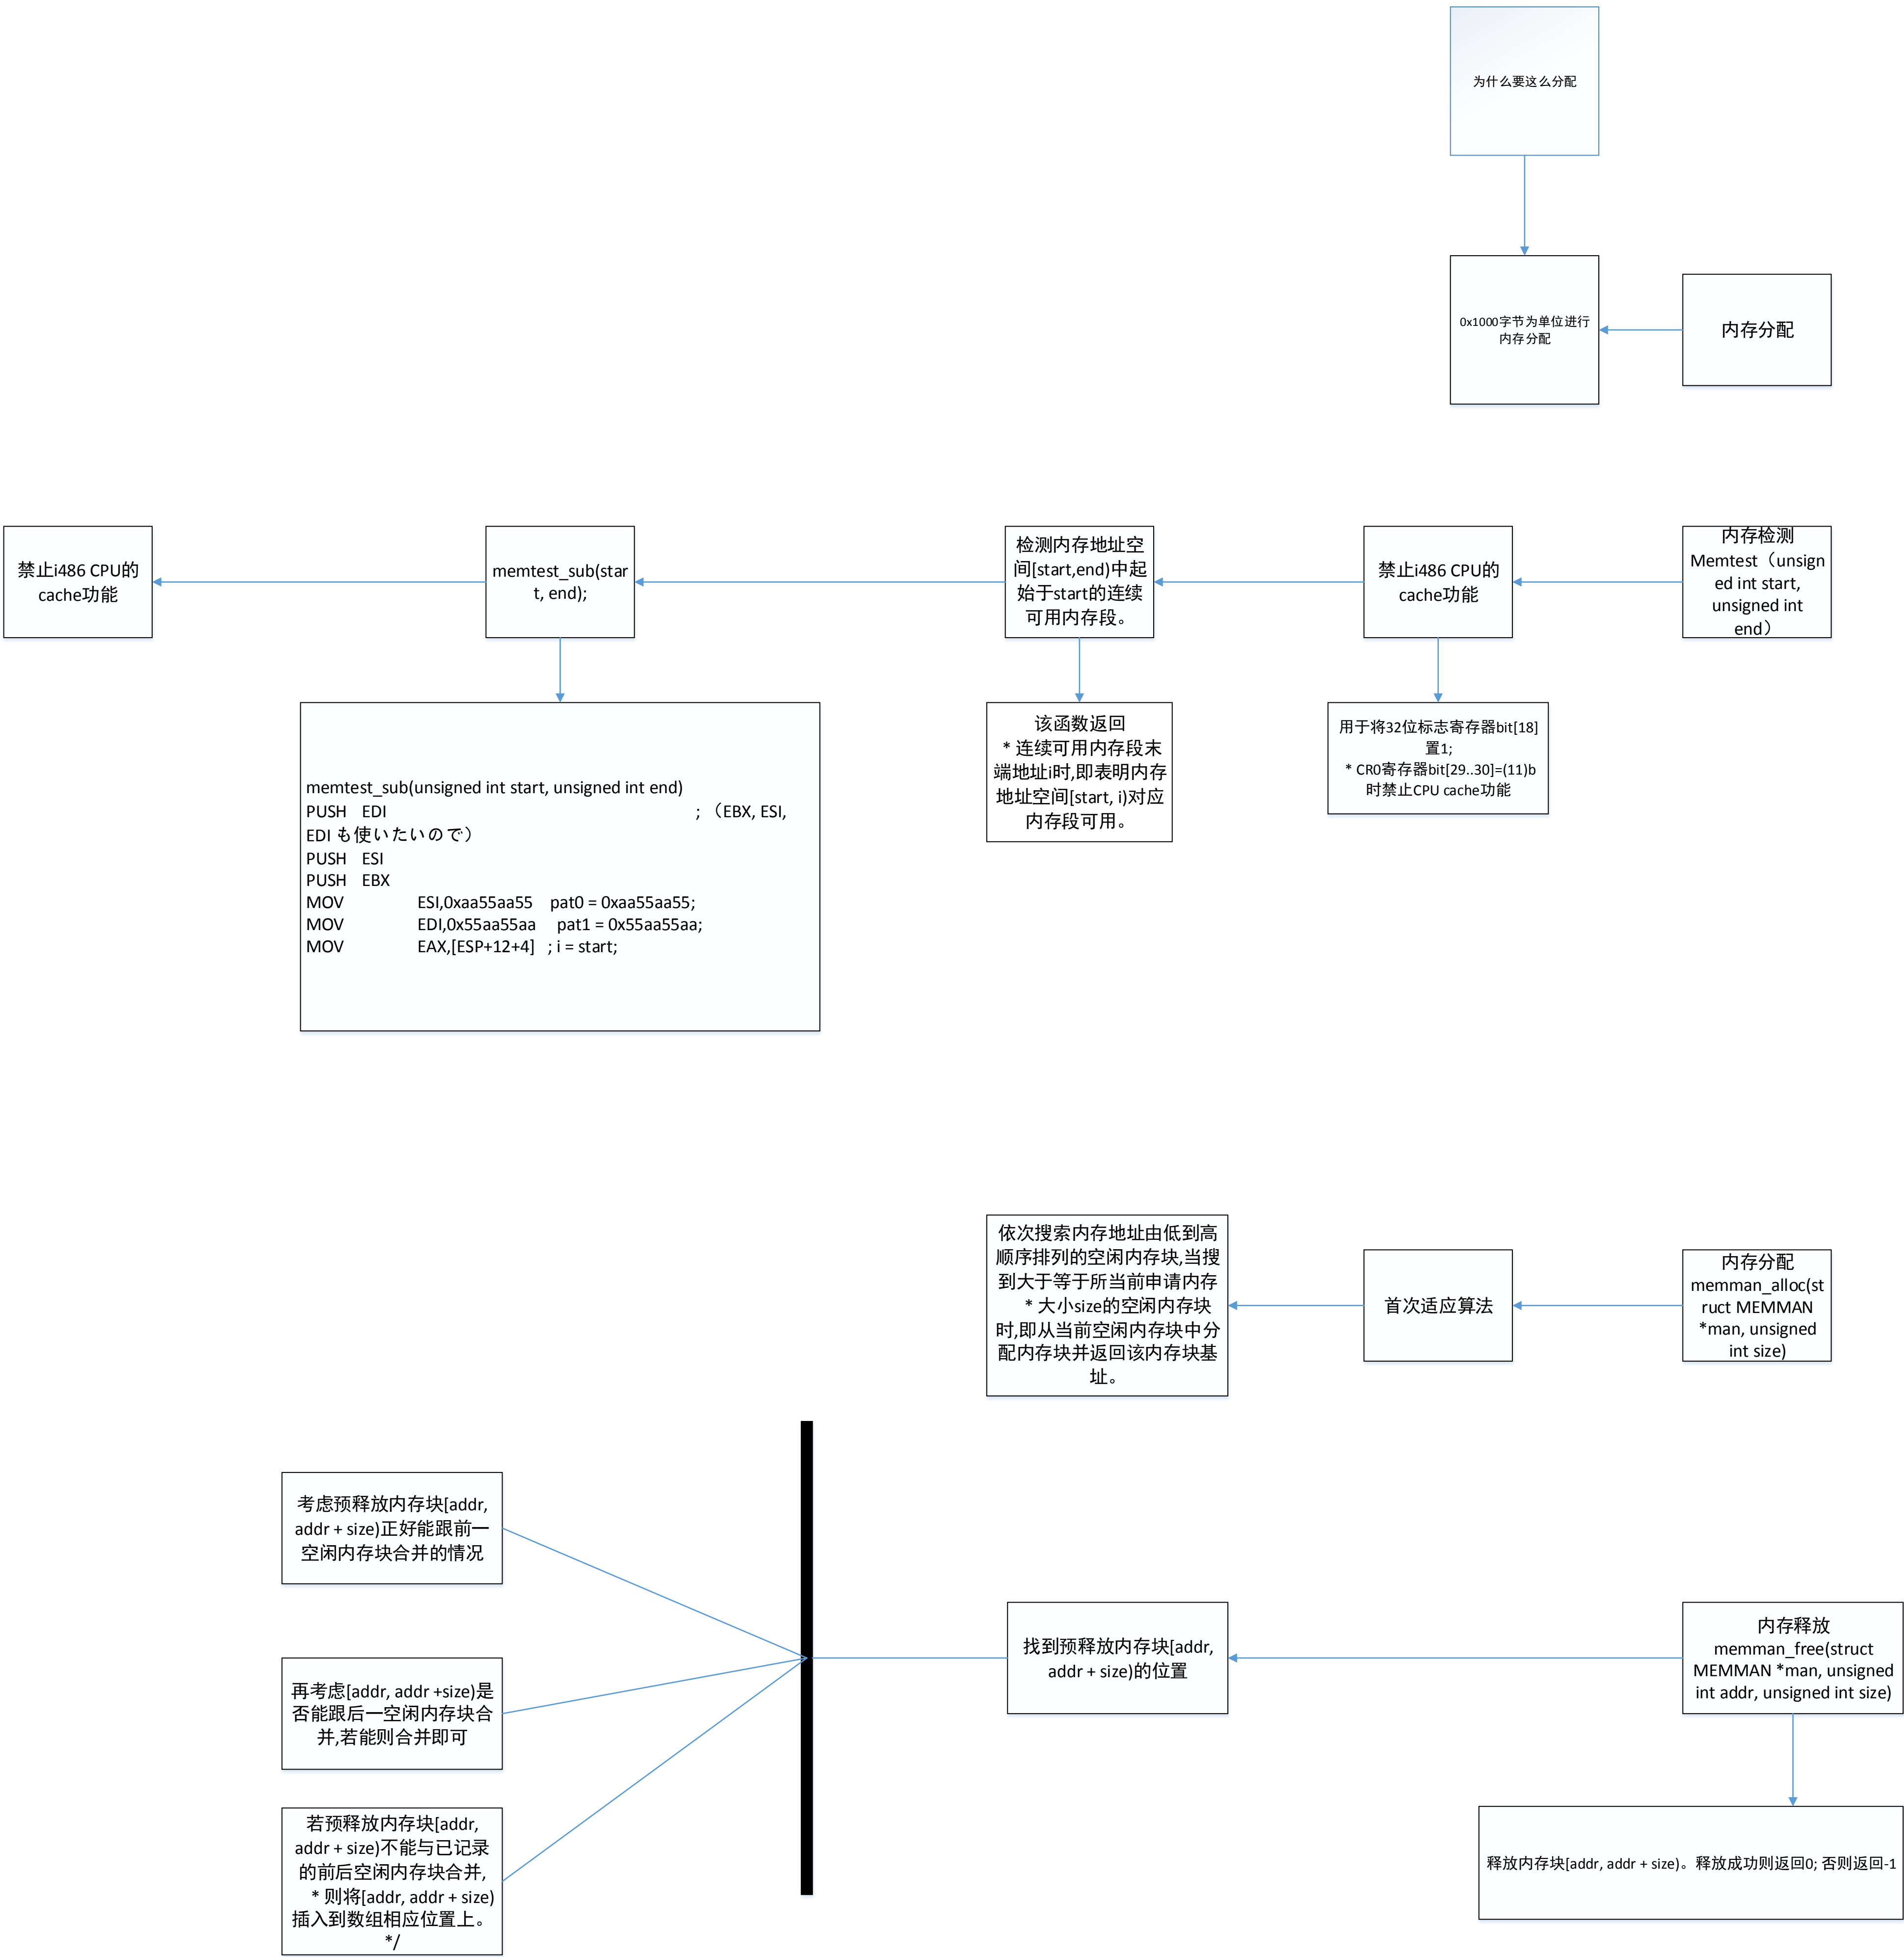 为什么要这么分配
0x1000字节为单位进行
内存分配
内存分配
禁止i486 CPU的
cache功能
memtest_sub(star
t, end);
检测内存地址空
间[start,end)中起
始于start的连续
可用内存段。
禁止i486 CPU的
cache功能
内存检测
Memtest（unsign
ed int start,
unsigned int
end）
memtest_sub(unsigned int start, unsigned int end)
PUSH EDI ; （EBX, ESI,
EDI も使いたいので）
PUSH ESI
PUSH EBX
MOV ESI,0xaa55aa55 pat0 = 0xaa55aa55;
MOV EDI,0x55aa55aa pat1 = 0x55aa55aa;
MOV EAX,[ESP+12+4] ; i = start;
该函数返回
* 连续可用内存段末
端地址i时,即表明内存
地址空间[start, i)对应
内存段可用。
用于将32位标志寄存器bit[18]
置1;
* CR0寄存器bit[29..30]=(11)b
时禁止CPU cache功能
依次搜索内存地址由低到高
顺序排列的空闲内存块,当搜
到大于等于所当前申请内存
* 大小size的空闲内存块
时,即从当前空闲内存块中分
配内存块并返回该内存块基
址。
首次适应算法
内存分配
memman_alloc(st
ruct MEMMAN
*man, unsigned
int size)
考虑预释放内存块[addr,
addr + size)正好能跟前一
空闲内存块合并的情况
再考虑[addr, addr +size)是
否能跟后一空闲内存块合
并,若能则合并即可
若预释放内存块[addr,
addr + size)不能与已记录
的前后空闲内存块合并,
* 则将[addr, addr + size)
插入到数组相应位置上。
*/
找到预释放内存块[addr,
addr + size)的位置
内存释放
memman_free(struct
MEMMAN *man, unsigned
int addr, unsigned int size)
释放内存块[addr, addr + size)。释放成功则返回0; 否则返回-1